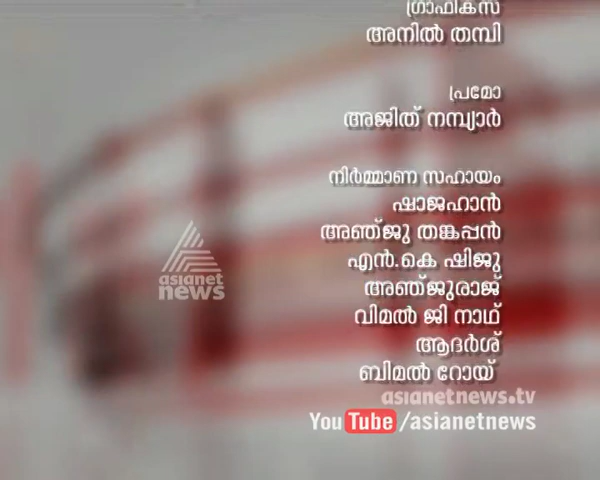 ഗ്രാഫിക്സ്
അനിൽ തമ്പി
പ്രമോ
അജിത് നമ്പ്യാർ
നിർമ്മാണ സഹായം
ഷാജഹാൻ
അഞ്ജു തങ്കപ്പൻ
എൻ.കെ ഷിജു
അഞ്ജുരാജ്
വിമൽ ജി നാഥ്
ആദർശ്
ബിമൽ റോയ്
asianet
news
asianetnews.tv
YouTube/asianetnews